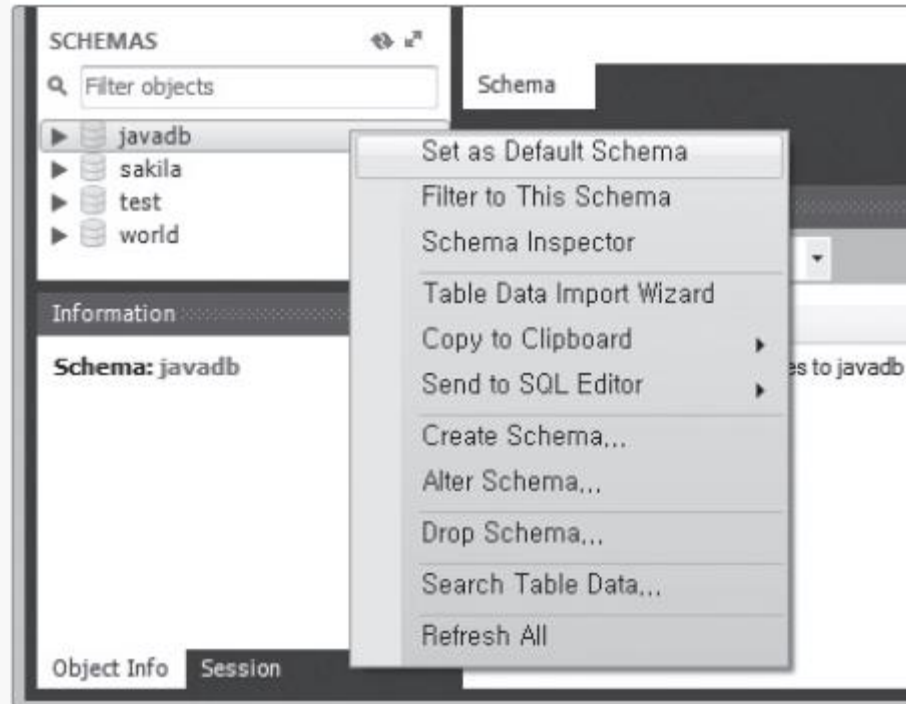 SCHEMAS
Filter objects
javadb
sakila
test
world
Information
Schema: javadb
Object Info
Session
Schema
Set as Default Schema
Filter to This Schema
Schema Inspector
Table Data Import Wizard
Copy to Clipboard
Send to SQL Editor
Create Schema...
Alter Schema...
Drop Schema...
Search Table Data...
Refresh All
es to javadb